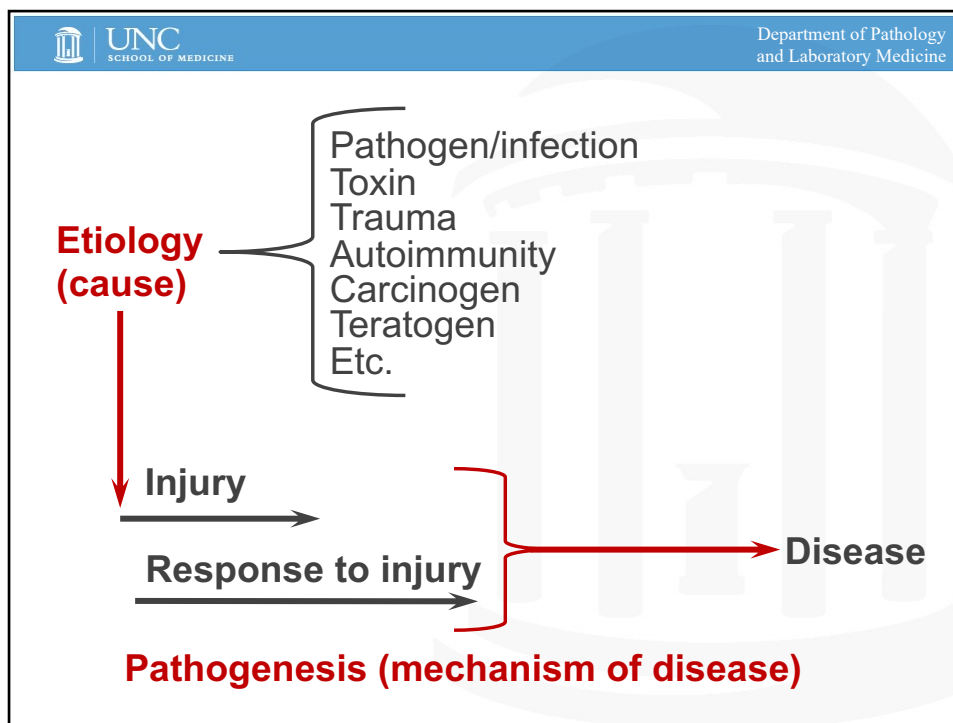 UNC
SCHOOL OF MEDICINE
Department of Pathology
and Laboratory Medicine
Pathogen/infection
Toxin
Trauma
Autoimmunity
Carcinogen
Teratogen
Etc.
Etiology
(cause)
Injury
Response to injury
Disease
Pathogenesis (mechanism of disease)